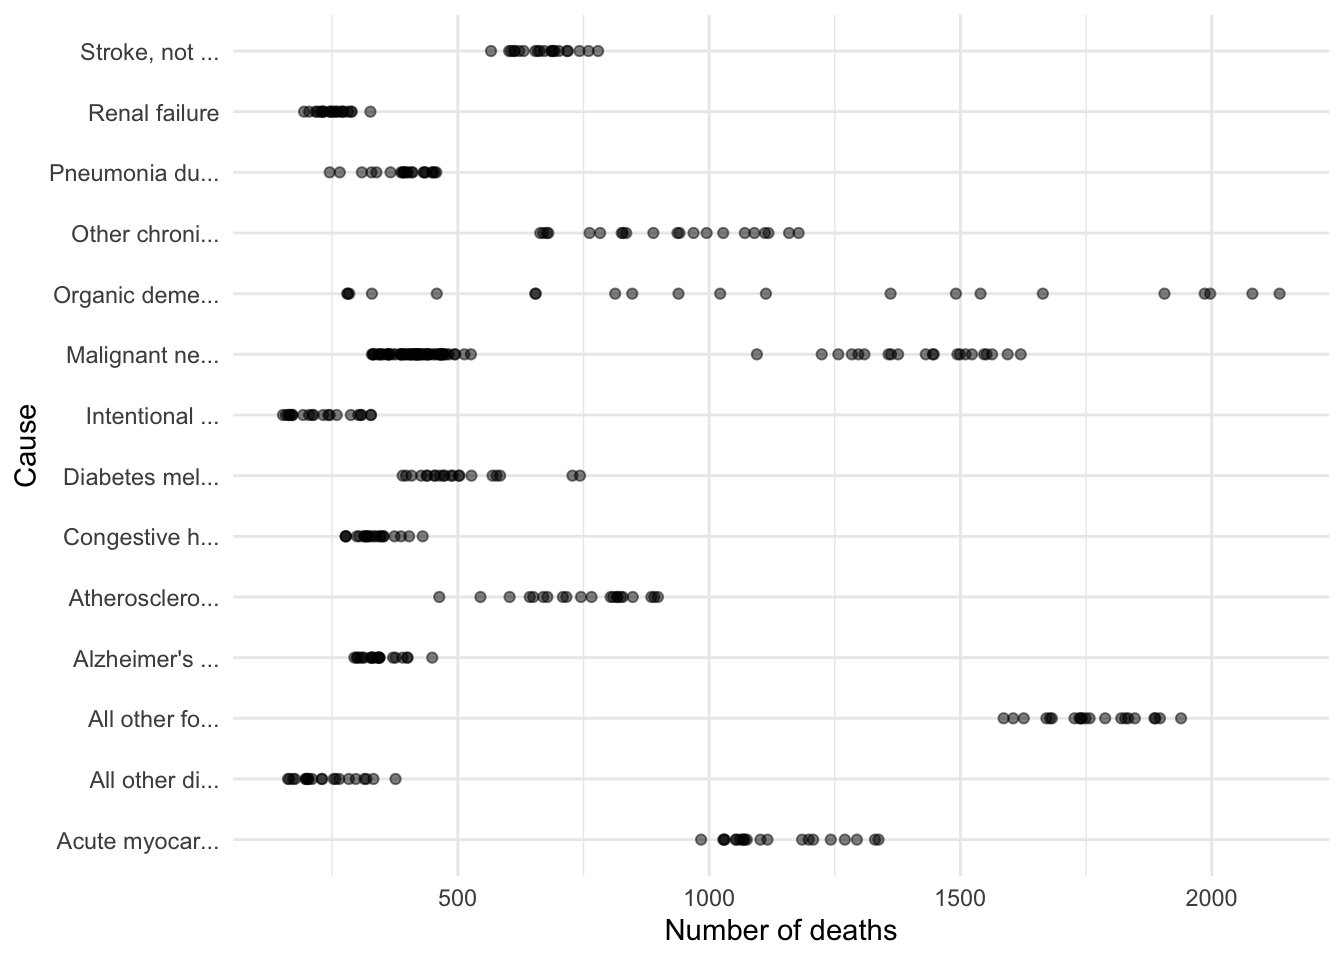 Stroke, not ...
Renal failure
Pneumonia du...
Other chroni...
Organic deme...
Malignant ne...
Intentional ...
Diabetes mel...
Congestive h...
Atherosclero...
Alzheimer's ...
All other fo...
All other di...
Acute myocar...
Cause
500 1000 1500 2000
Number of deaths